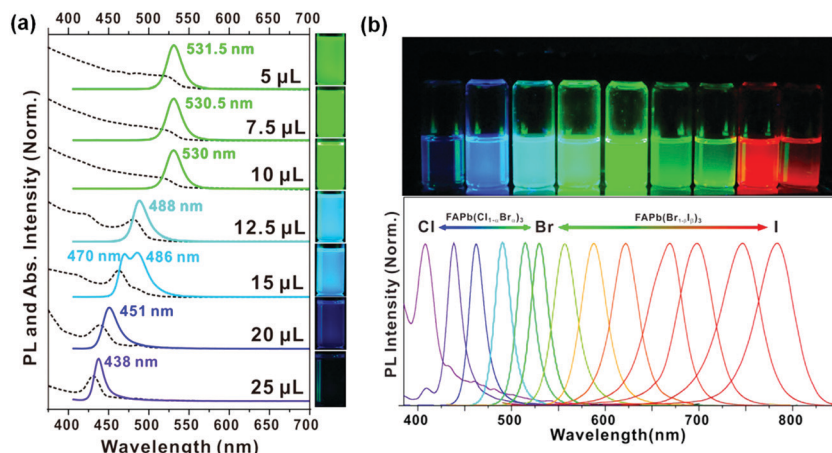 (a)
400 450 500 550 600 650 700
531.5 nm
5 µL
530.5 nm
7.5 µL
530 nm
10 µL
488 nm
12.5 µL
470 nm
486 nm
15 µL
451 nm
20 µL
438 nm
25 µL
PL and Abs. Intensity (Norm.)
400 450 500 550 600 650 700
Wavelength (nm)
(b)
Cl
FAPb(Cl₁₋αBrα)₃
Br
FAPb(Br₁₋βIβ)₃
I
PL Intensity (Norm.)
400 500 600 700 800
Wavelength(nm)